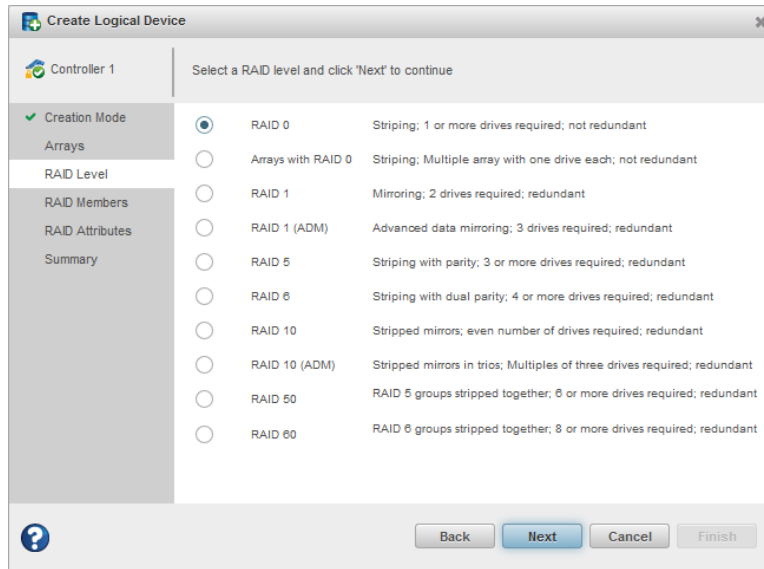 Create Logical Device
Controller 1
Select a RAID level and click 'Next' to continue
Creation Mode
Arrays
RAID Level
RAID Members
RAID Attributes
Summary
RAID 0 Striping; 1 or more drives required; not redundant
Arrays with RAID 0 Striping; Multiple array with one drive each; not redundant
RAID 1 Mirroring; 2 drives required; redundant
RAID 1 (ADM) Advanced data mirroring; 3 drives required; redundant
RAID 5 Striping with parity; 3 or more drives required; redundant
RAID 6 Striping with dual parity; 4 or more drives required; redundant
RAID 10 Stripped mirrors; even number of drives required; redundant
RAID 10 (ADM) Stripped mirrors in trios; Multiples of three drives required; redundant
RAID 50 RAID 5 groups stripped together; 6 or more drives required; redundant
RAID 60 RAID 6 groups stripped together; 8 or more drives required; redundant
? Back Next Cancel Finish